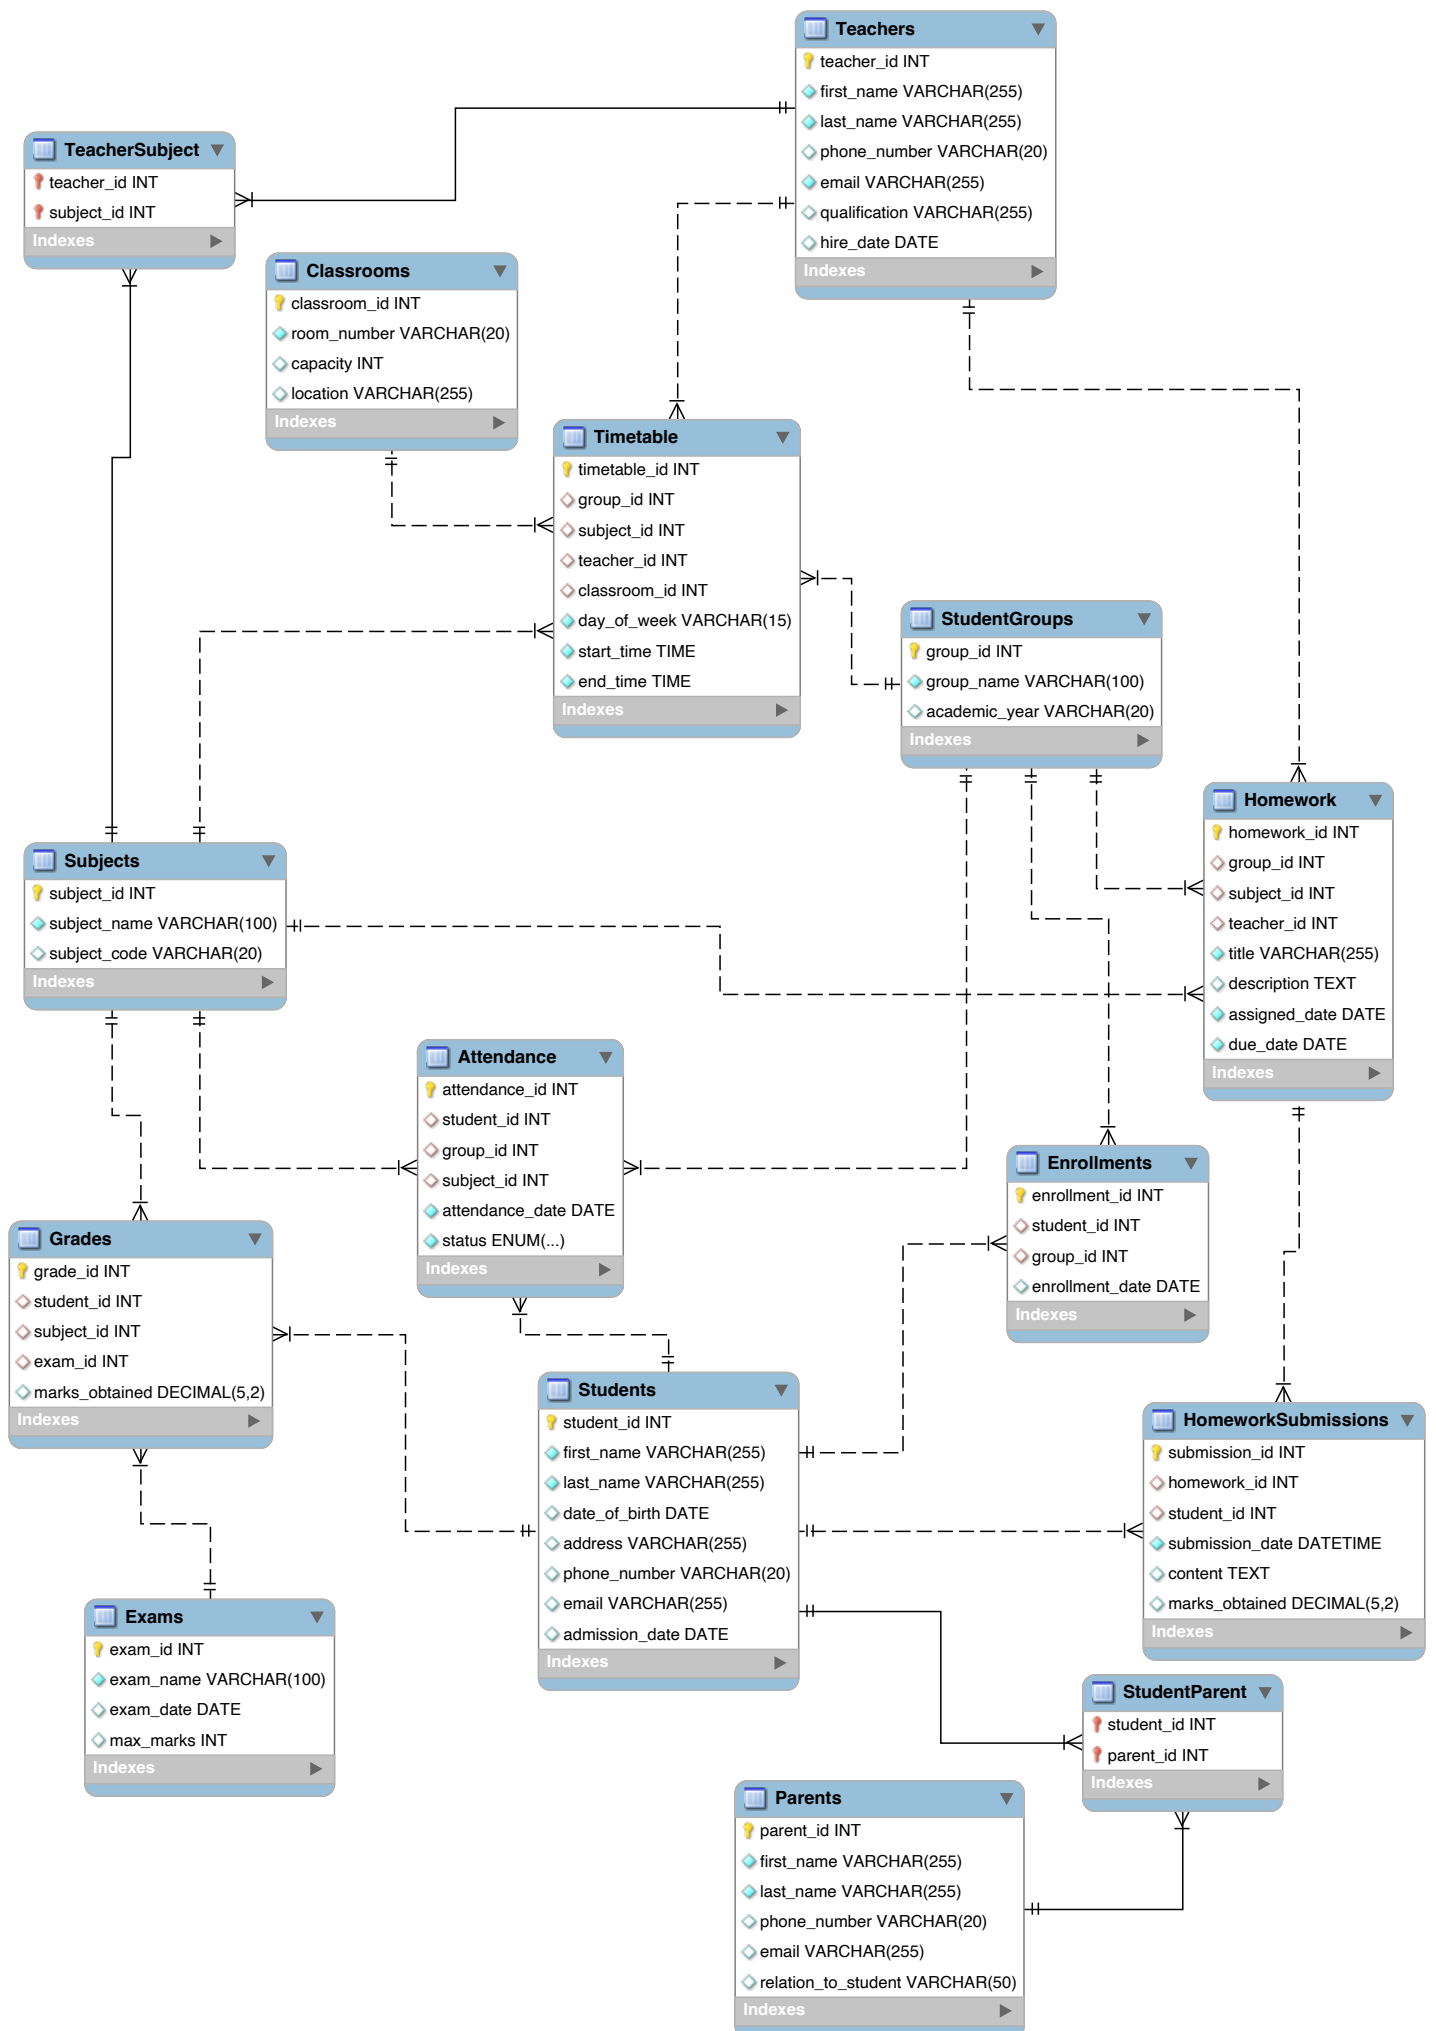 Teachers
teacher_id INT
first_name VARCHAR(255)
last_name VARCHAR(255)
phone_number VARCHAR(20)
email VARCHAR(255)
qualification VARCHAR(255)
hire_date DATE
Indexes
TeacherSubject
teacher_id INT
subject_id INT
Indexes
Classrooms
classroom_id INT
room_number VARCHAR(20)
capacity INT
location VARCHAR(255)
Indexes
Timetable
timetable_id INT
group_id INT
subject_id INT
teacher_id INT
classroom_id INT
day_of_week VARCHAR(15)
start_time TIME
end_time TIME
Indexes
StudentGroups
group_id INT
group_name VARCHAR(100)
academic_year VARCHAR(20)
Indexes
Homework
homework_id INT
group_id INT
subject_id INT
teacher_id INT
title VARCHAR(255)
description TEXT
assigned_date DATE
due_date DATE
Indexes
Subjects
subject_id INT
subject_name VARCHAR(100)
subject_code VARCHAR(20)
Indexes
Attendance
attendance_id INT
student_id INT
group_id INT
subject_id INT
attendance_date DATE
status ENUM(...)
Indexes
Enrollments
enrollment_id INT
student_id INT
group_id INT
enrollment_date DATE
Indexes
Grades
grade_id INT
student_id INT
subject_id INT
exam_id INT
marks_obtained DECIMAL(5,2)
Indexes
Students
student_id INT
first_name VARCHAR(255)
last_name VARCHAR(255)
date_of_birth DATE
address VARCHAR(255)
phone_number VARCHAR(20)
email VARCHAR(255)
admission_date DATE
Indexes
HomeworkSubmissions
submission_id INT
homework_id INT
student_id INT
submission_date DATETIME
content TEXT
marks_obtained DECIMAL(5,2)
Indexes
Exams
exam_id INT
exam_name VARCHAR(100)
exam_date DATE
max_marks INT
Indexes
StudentParent
student_id INT
parent_id INT
Indexes
Parents
parent_id INT
first_name VARCHAR(255)
last_name VARCHAR(255)
phone_number VARCHAR(20)
email VARCHAR(255)
relation_to_student VARCHAR(50)
Indexes